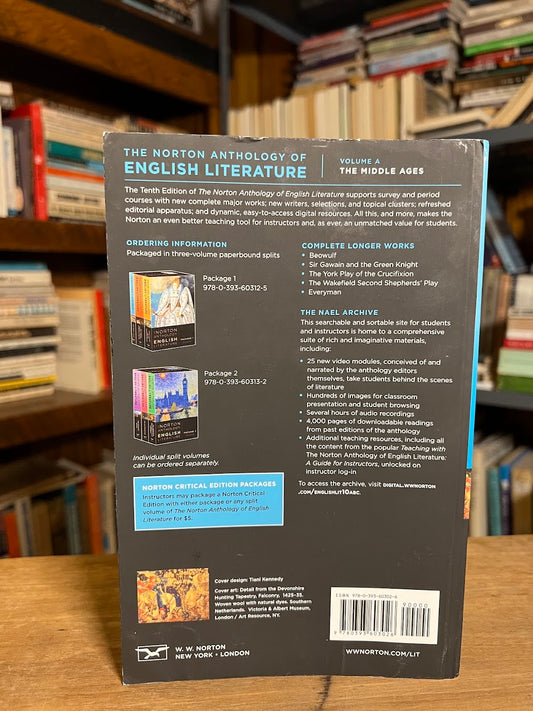 THE NORTON ANTHOLOGY OF
ENGLISH LITERATURE
VOLUME A
THE MIDDLE AGES
The Tenth Edition of The Norton Anthology of English Literature supports survey and period
courses with new complete major works; new writers, selections, and topical clusters; refreshed
editorial apparatus; and dynamic, easy-to-access digital resources. All this, and more, makes the
Norton an even better teaching tool for instructors and, as ever, an unmatched value for students.
ORDERING INFORMATION
Packaged in three-volume paperbound splits
Package 1
978-0-393-60312-5
Package 2
978-0-393-60313-2
Individual split volumes
can be ordered separately.
NORTON CRITICAL EDITION PACKAGES
Instructors may package a Norton Critical
Edition with either package or any split
volume of The Norton Anthology of English
Literature for $5.
COMPLETE LONGER WORKS
• Beowulf
• Sir Gawain and the Green Knight
• The York Play of the Crucifixion
• The Wakefield Second Shepherds' Play
• Everyman
THE NAEL ARCHIVE
This searchable and sortable site for students
and instructors is home to a comprehensive
suite of rich and imaginative materials,
including:
• 25 new video modules, conceived of and
narrated by the anthology editors
themselves, take students behind the scenes
of literature
• Hundreds of images for classroom
presentation and student browsing
• Several hours of audio recordings
• 4,000 pages of downloadable readings
from past editions of the anthology
• Additional teaching resources, including all
the content from the popular Teaching with
The Norton Anthology of English Literature:
A Guide for Instructors, unlocked on
instructor log-in
To access the archive, visit DIGITAL.WWNORTON
.COM/ENGLISHLIT10ABC.
Cover design: Tiani Kennedy
Cover art: Detail from the Devonshire
Hunting Tapestry, Falconry, 1425-35.
Woven wool with natural dyes. Southern
Netherlands. Victoria & Albert Museum,
London / Art Resource, NY.
W. W. NORTON
NEW YORK • LONDON
ISBN 978-0-393-60302-6
90000
9 780393 603026
WWNORTON.COM/LIT